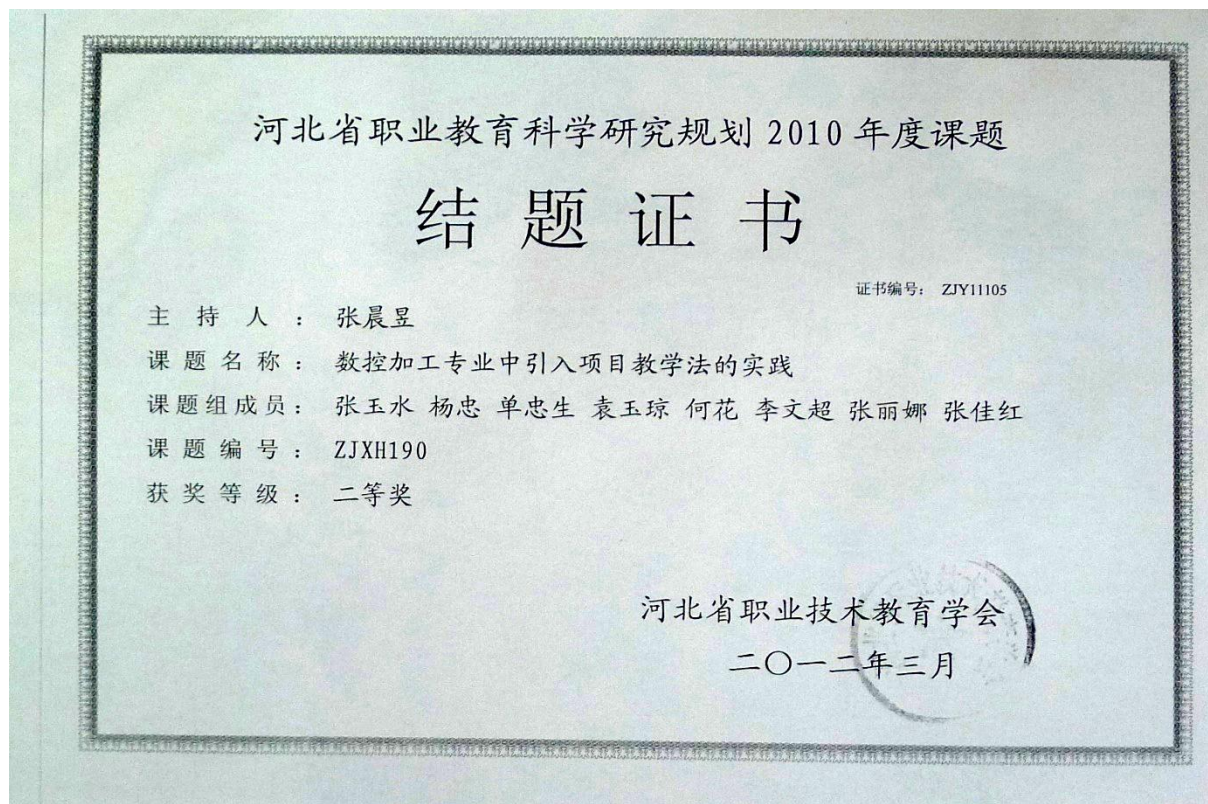 河北省职业教育科学研究规划 2010 年度课题
结题证书
证书编号： ZJY11105
主持人： 张晨昱
课题名称： 数控加工专业中引入项目教学法的实践
课题组成员： 张玉水 杨忠 单忠生 袁玉琼 何花 李文超 张丽娜 张佳红
课题编号： ZJXH190
获奖等级： 二等奖
河北省职业技术教育学会
二〇一二年三月